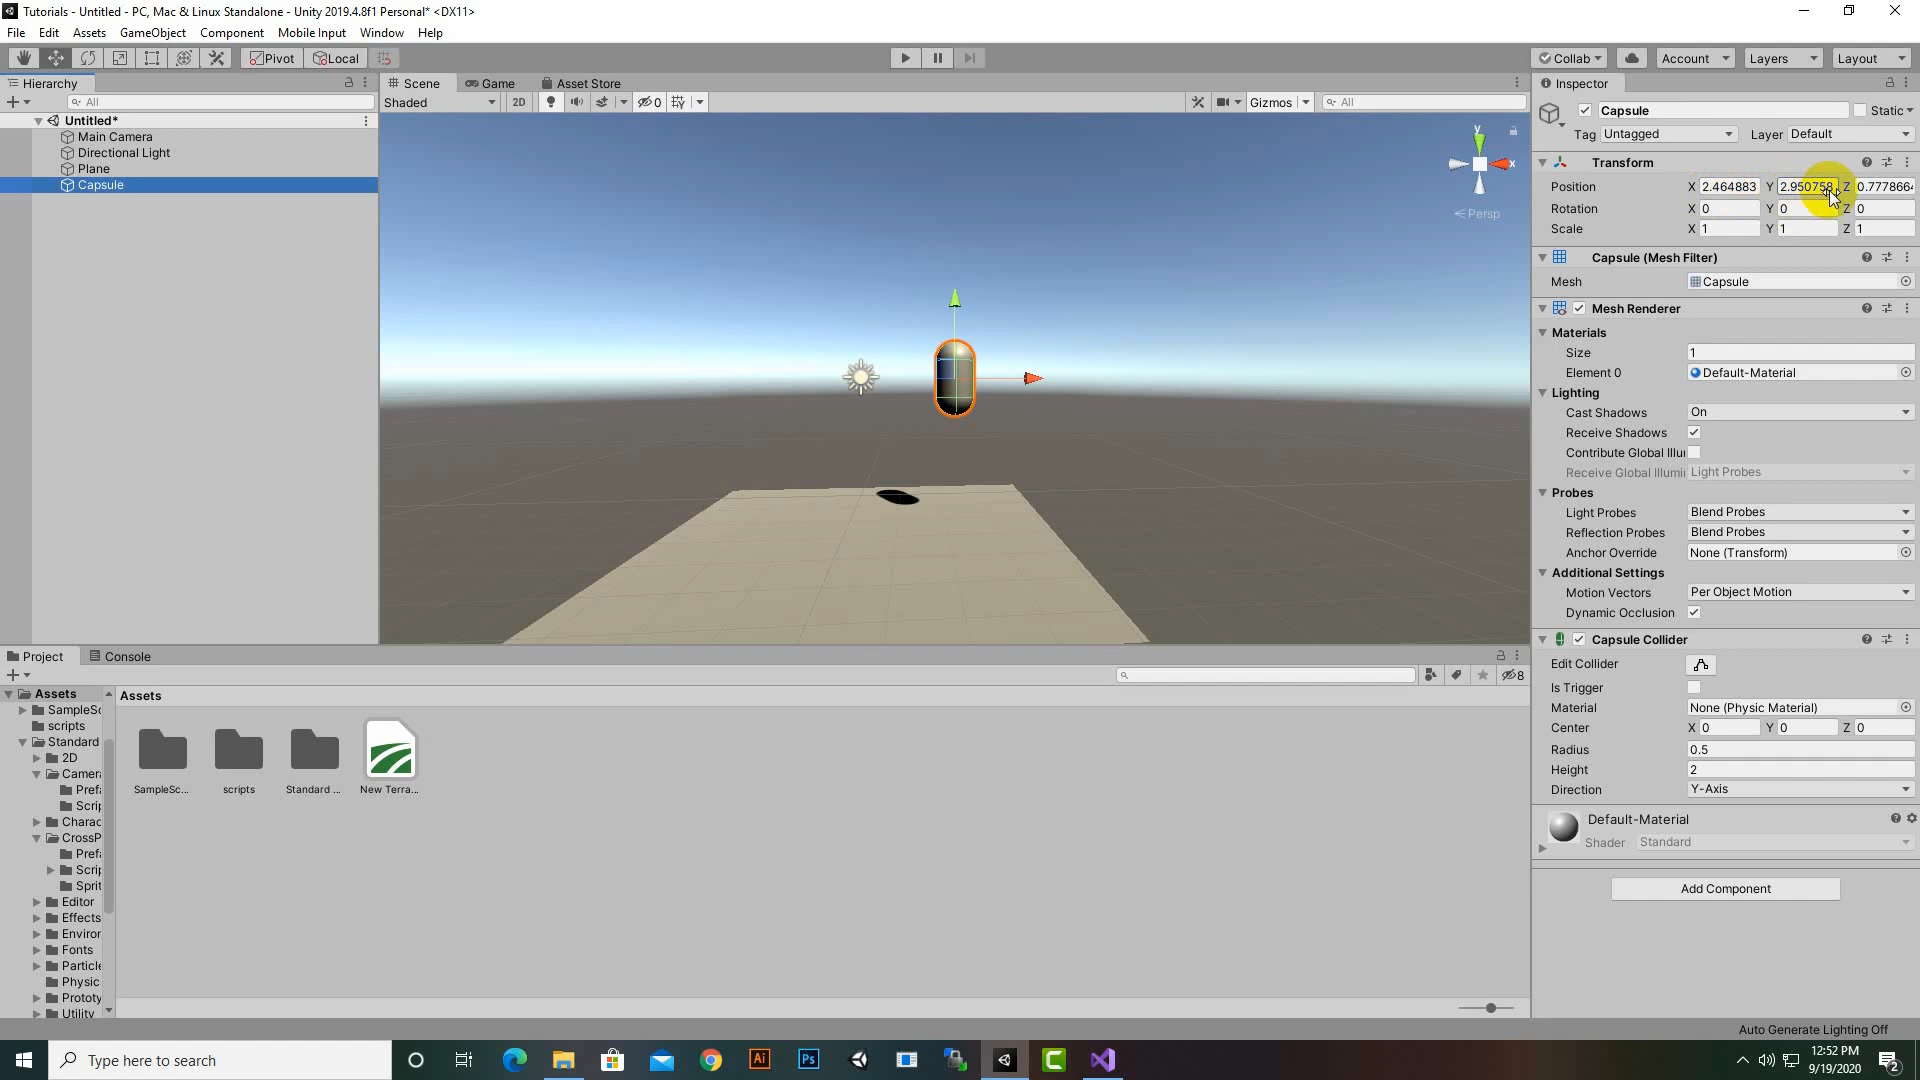 Tutorials - Untitled - PC, Mac & Linux Standalone - Unity 2019.4.8f1 Personal* <DX11>
File Edit Assets GameObject Component Mobile Input Window Help
Pivot Local Collab Account Layers Layout
Hierarchy
All
Untitled*
Main Camera
Directional Light
Plane
Capsule
Scene Game Asset Store
Shaded 2D 0 Gizmos All
y
x
Persp
Inspector
Capsule Static
Tag Untagged Layer Default
Transform
Position X 2.464883 Y 2.950758 Z 0.7778664
Rotation X 0 Y 0 Z 0
Scale X 1 Y 1 Z 1
Capsule (Mesh Filter)
Mesh Capsule
Mesh Renderer
Materials
Size 1
Element 0 Default-Material
Lighting
Cast Shadows On
Receive Shadows
Contribute Global Illu
Receive Global Illumi Light Probes
Probes
Light Probes Blend Probes
Reflection Probes Blend Probes
Anchor Override None (Transform)
Additional Settings
Motion Vectors Per Object Motion
Dynamic Occlusion
Capsule Collider
Edit Collider
Is Trigger
Material None (Physic Material)
Center X 0 Y 0 Z 0
Radius 0.5
Height 2
Direction Y-Axis
Default-Material
Shader Standard
Add Component
Project Console
8
Assets
SampleSc
scripts
Standard
2D
Camera
Prefa
Scrip
Charac
CrossP
Prefa
Scrip
Sprit
Editor
Effects
Enviror
Fonts
Particle
Physic
Prototy
Utility
Assets
SampleSc...
scripts
Standard ...
New Terra...
Auto Generate Lighting Off
Type here to search
Ai
Ps
12:52 PM
9/19/2020
2